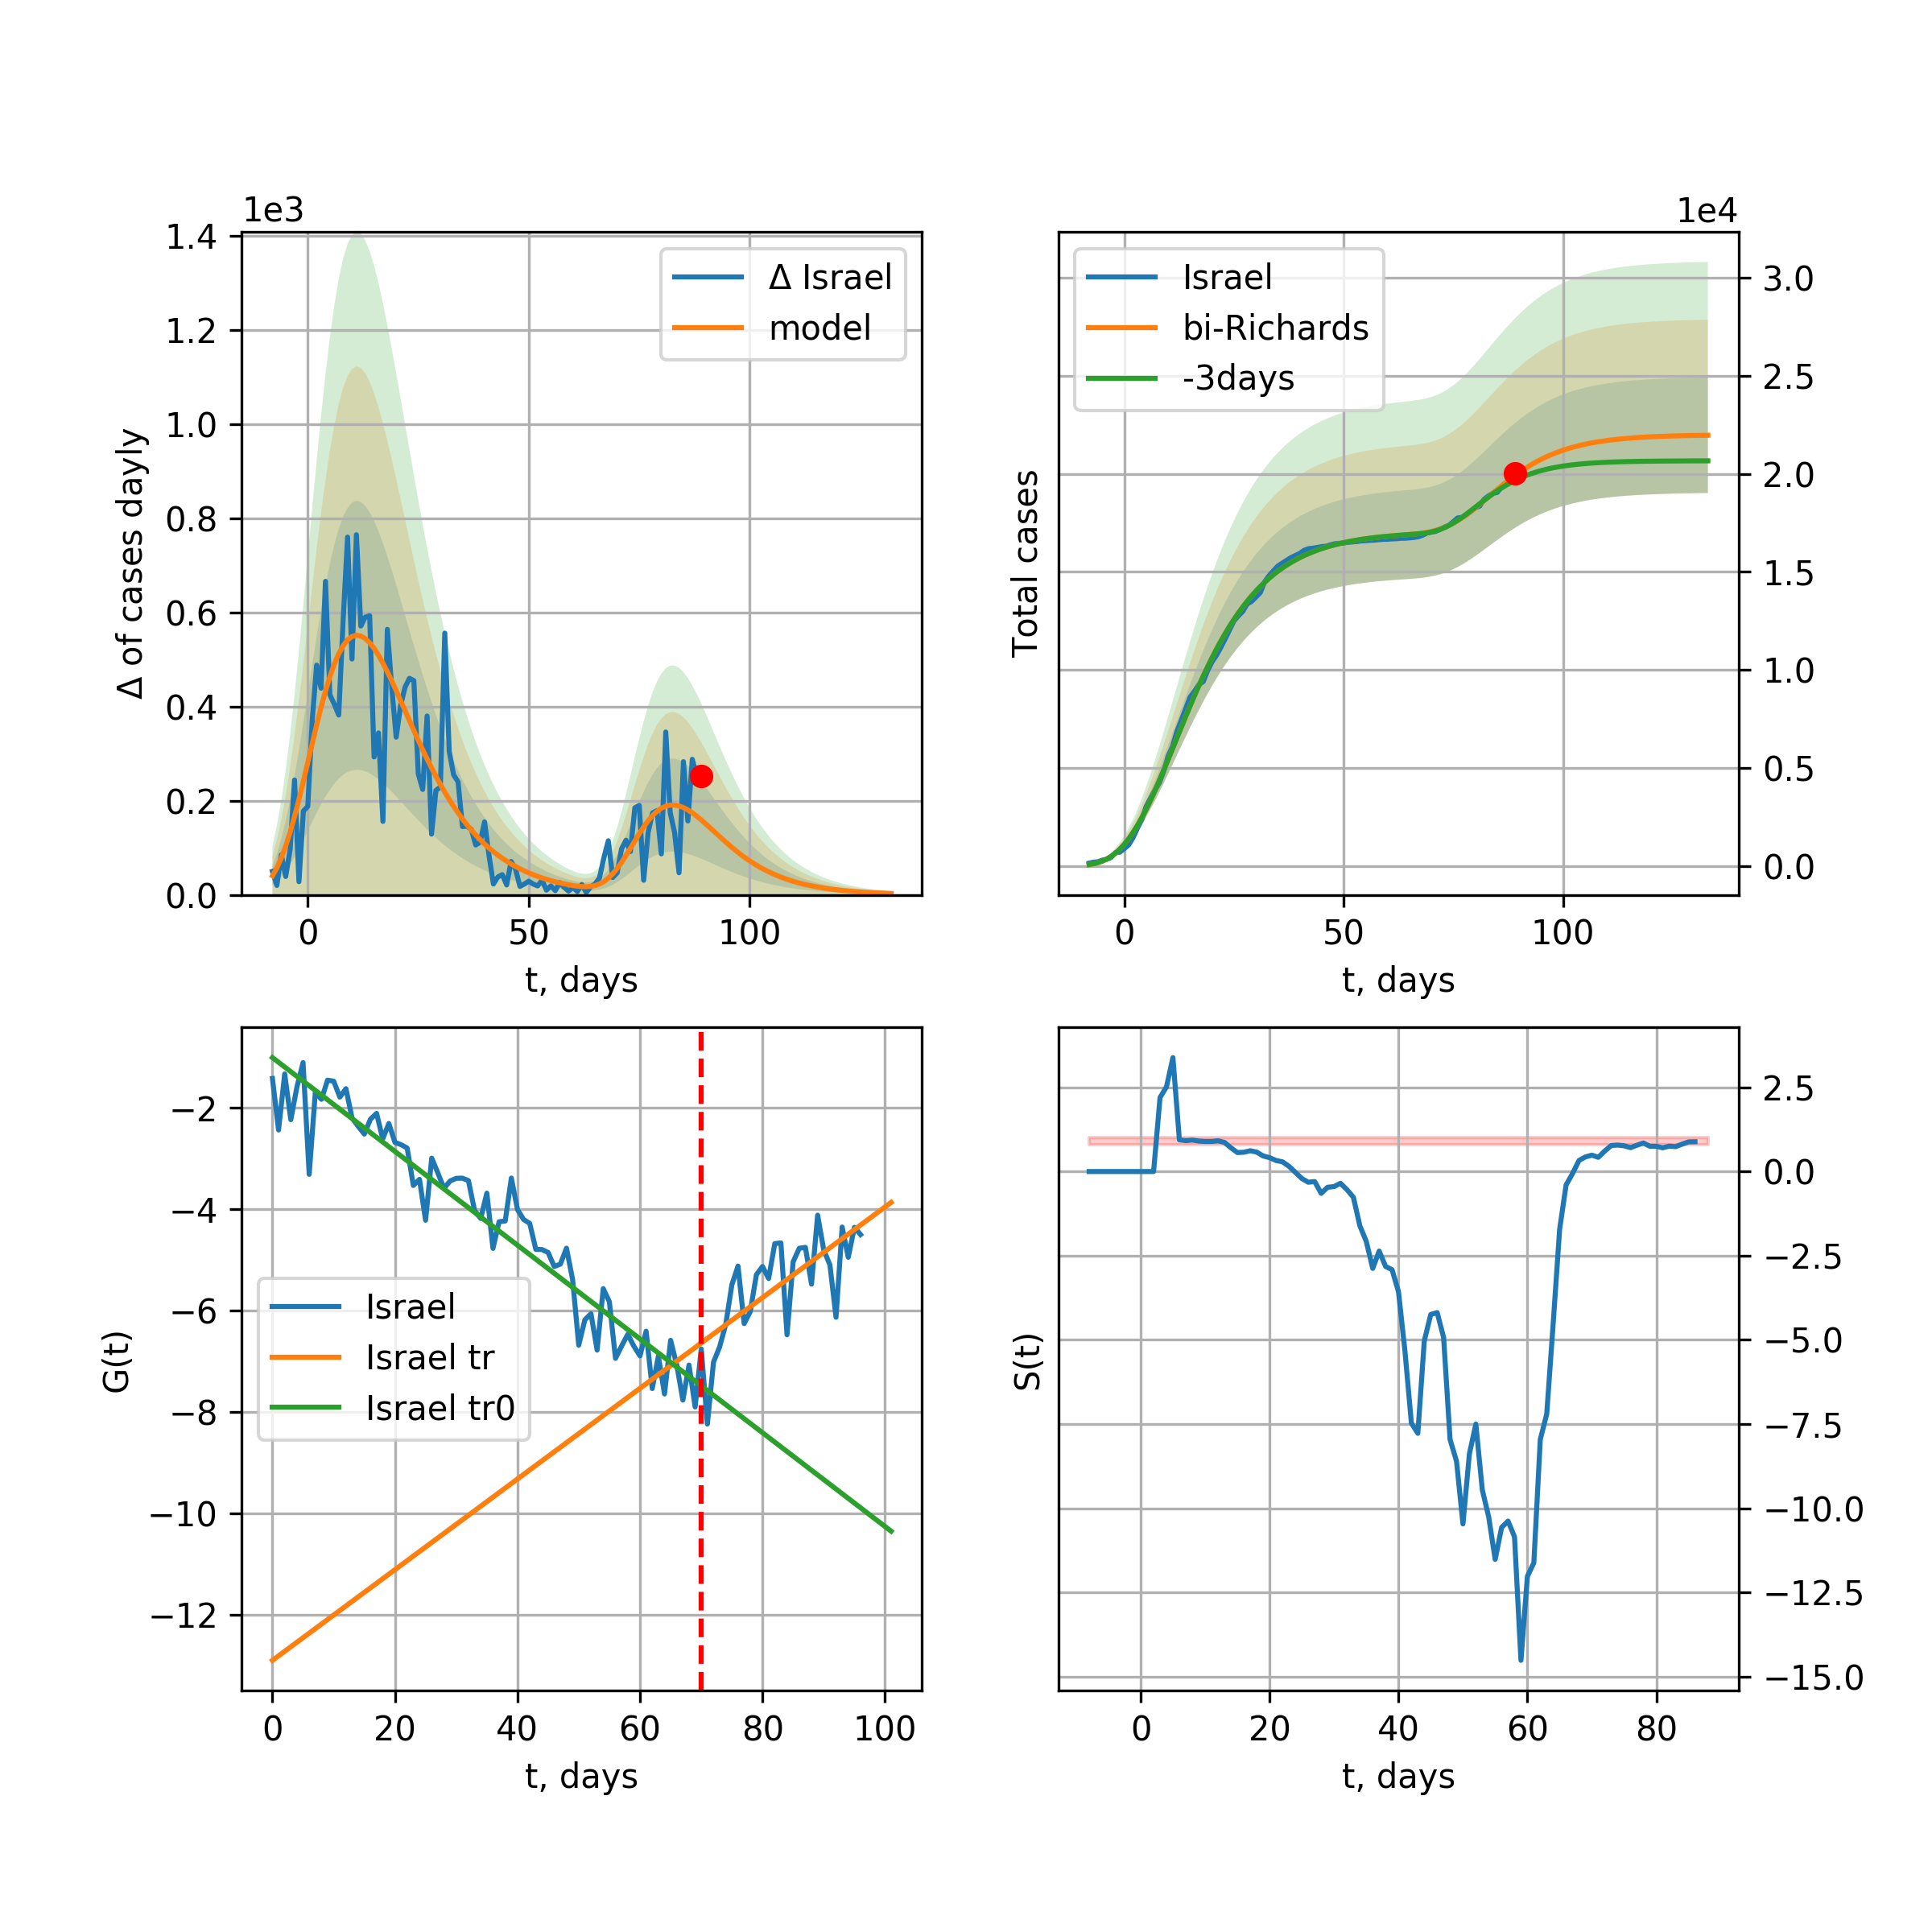 1e3
1.4
1.2
1.0
0.8
0.6
0.4
0.2
0.0
Δ of cases dayly
Δ Israel
model
0 50 100
t, days
1e4
Israel
bi-Richards
-3days
Total cases
3.0
2.5
2.0
1.5
1.0
0.5
0.0
0 50 100
t, days
−2
−4
−6
−8
−10
−12
G(t)
Israel
Israel tr
Israel tr0
0 20 40 60 80 100
t, days
S(t)
2.5
0.0
−2.5
−5.0
−7.5
−10.0
−12.5
−15.0
0 20 40 60 80
t, days